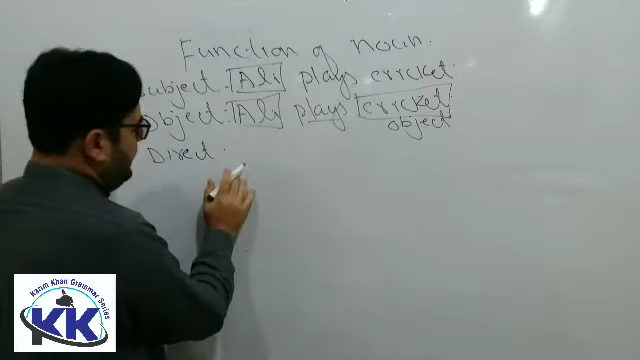 Function of noun.
Subject: Ali plays cricket.
Object: Ali plays cricket.
object
Direct
Karim Khan Grammar Series
KK